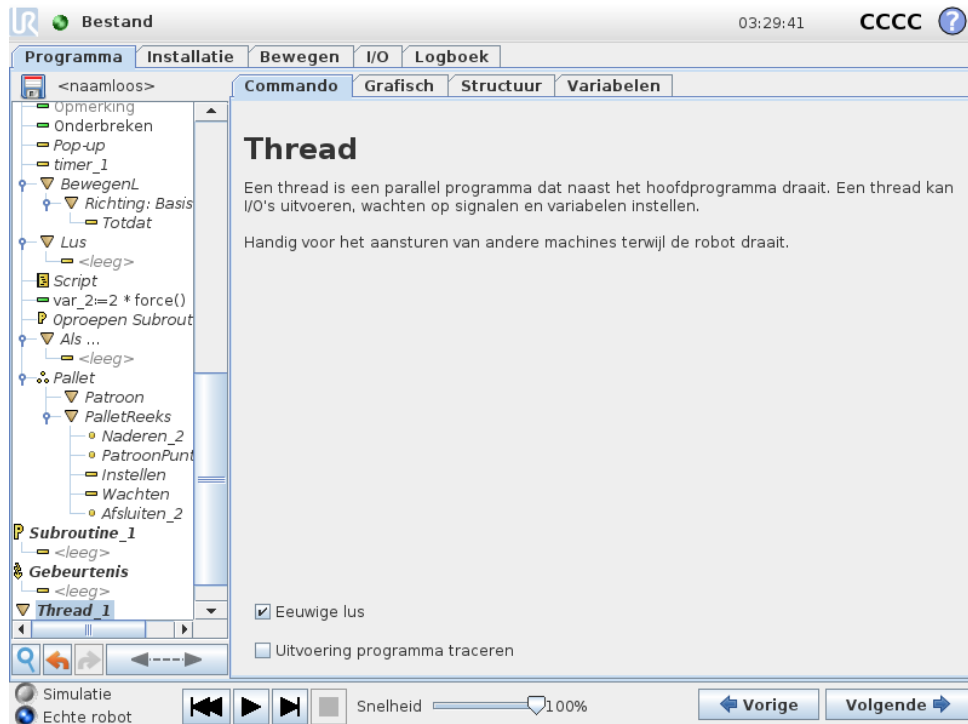 UR Bestand 03:29:41 CCCC ?
Programma Installatie Bewegen I/O Logboek
<naamloos>
Commando Grafisch Structuur Variabelen
Opmerking
Onderbreken
Pop-up
timer_1
BewegenL
Richting: Basis
Totdat
Lus
<leeg>
Script
var_2:=2 * force()
Oproepen Subrout
Als ...
<leeg>
Pallet
Patroon
PalletReeks
Naderen_2
PatroonPunt
Instellen
Wachten
Afsluiten_2
Subroutine_1
<leeg>
Gebeurtenis
<leeg>
Thread_1
Thread
Een thread is een parallel programma dat naast het hoofdprogramma draait. Een thread kan
I/O's uitvoeren, wachten op signalen en variabelen instellen.
Handig voor het aansturen van andere machines terwijl de robot draait.
Eeuwige lus
Uitvoering programma traceren
Simulatie
Echte robot
Snelheid 100%
Vorige Volgende